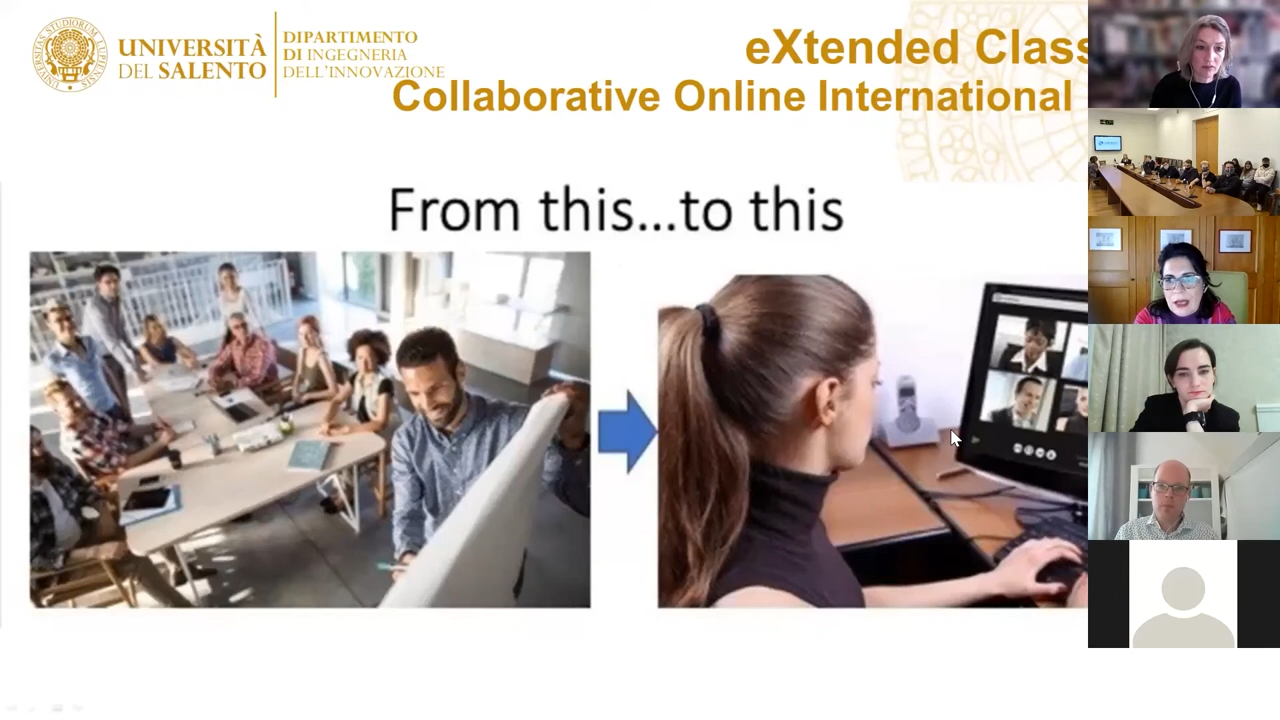 UNIVERSITÀ
DEL SALENTO
DIPARTIMENTO
DI INGEGNERIA
DELL'INNOVAZIONE
eXtended Class
Collaborative Online International
From this...to this